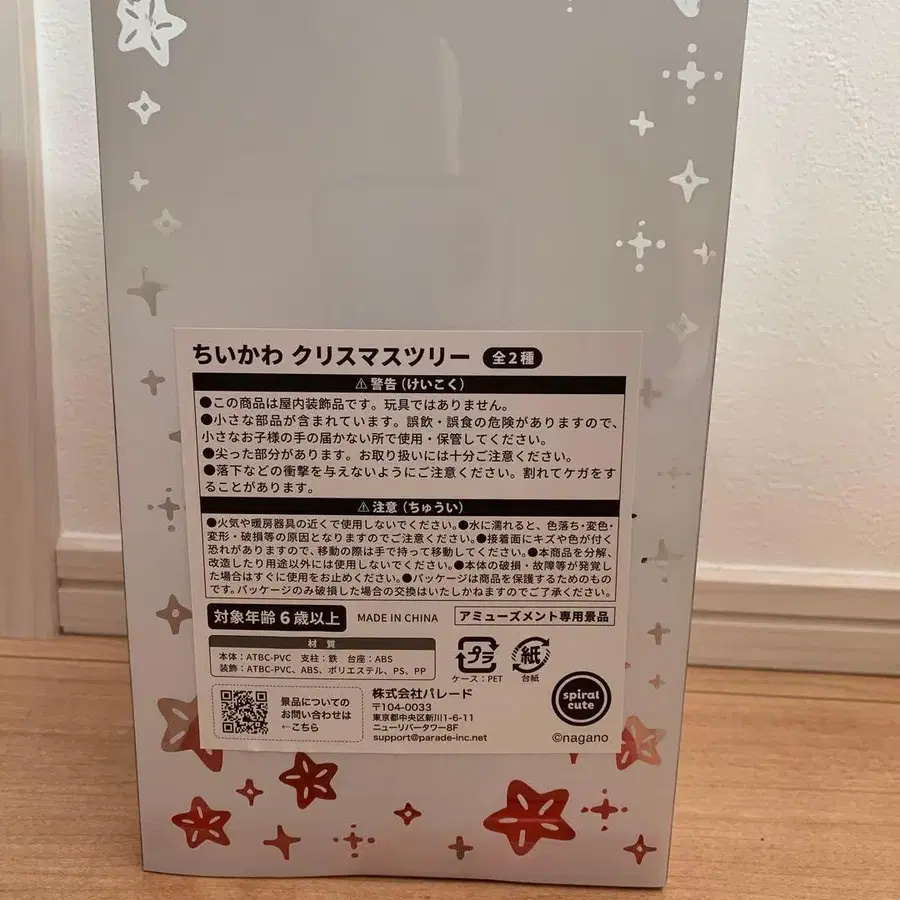 ちいかわ クリスマスツリー 全2種
⚠警告(けいこく)
●この商品は屋内装飾品です。玩具ではありません。
●小さな部品が含まれています。誤飲・誤食の危険がありますので、
小さなお子様の手の届かない所で使用・保管してください。
●尖った部分があります。お取り扱いには十分ご注意ください。
●落下などの衝撃を与えないようにご注意ください。割れてケガをす
ることがあります。
⚠注意(ちゅうい)
●火気や暖房器具の近くで使用しないでください。●水に濡れると、色落ち・変色・
変形・破損等の原因となりますのでご注意ください。●接着面にキズや色が付く
恐れがありますので、移動の際は手で持って移動してください。●本商品を分解、
改造したり用途以外には使用しないでください。●本体の破損・故障等が発覚し
た場合はすぐに使用をお止めください。●パッケージは商品を保護するためのもの
です。パッケージのみ破損した場合の交換はいたしかねますのでご了承ください。
対象年齢6歳以上 MADE IN CHINA アミューズメント専用景品
材質
本体:ATBC-PVC 支柱:鉄 台座:ABS
装飾:ATBC-PVC、ABS、ポリエステル、PS、PP
プラ
ケース:PET
紙
台紙
景品についての
お問い合わせは
←こちら
株式会社パレード
〒104-0033
東京都中央区新川1-6-11
ニューリバータワー8F
support@parade-inc.net
spiral
cute
©nagano